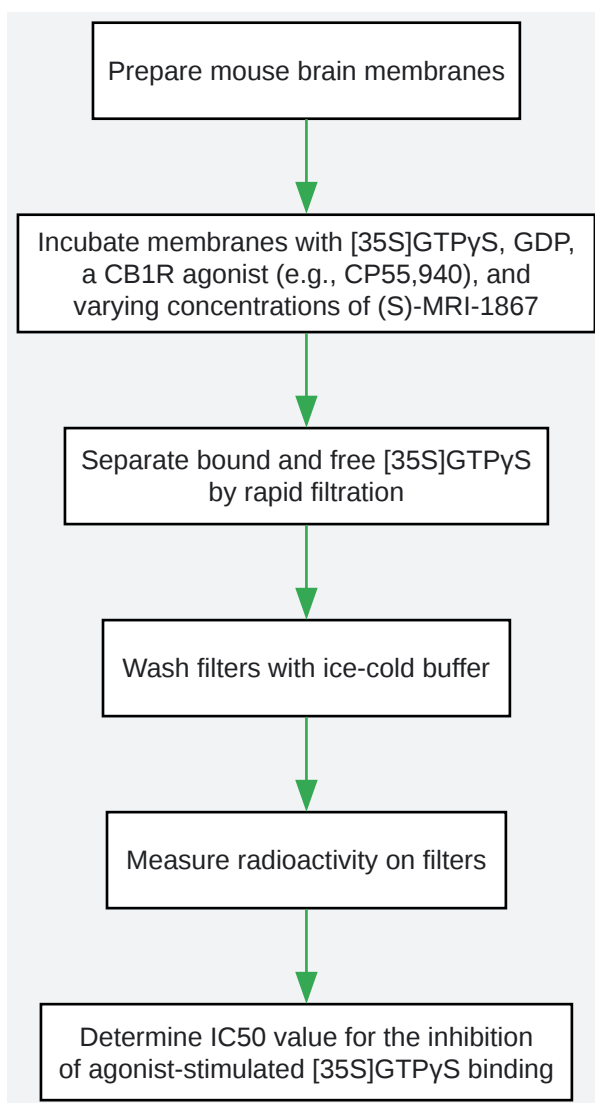 Prepare mouse brain membranes
Incubate membranes with [35S]GTPγS, GDP,
a CB1R agonist (e.g., CP55,940), and
varying concentrations of (S)-MRI-1867
Separate bound and free [35S]GTPγS
by rapid filtration
Wash filters with ice-cold buffer
Measure radioactivity on filters
Determine IC50 value for the inhibition
of agonist-stimulated [35S]GTPγS binding